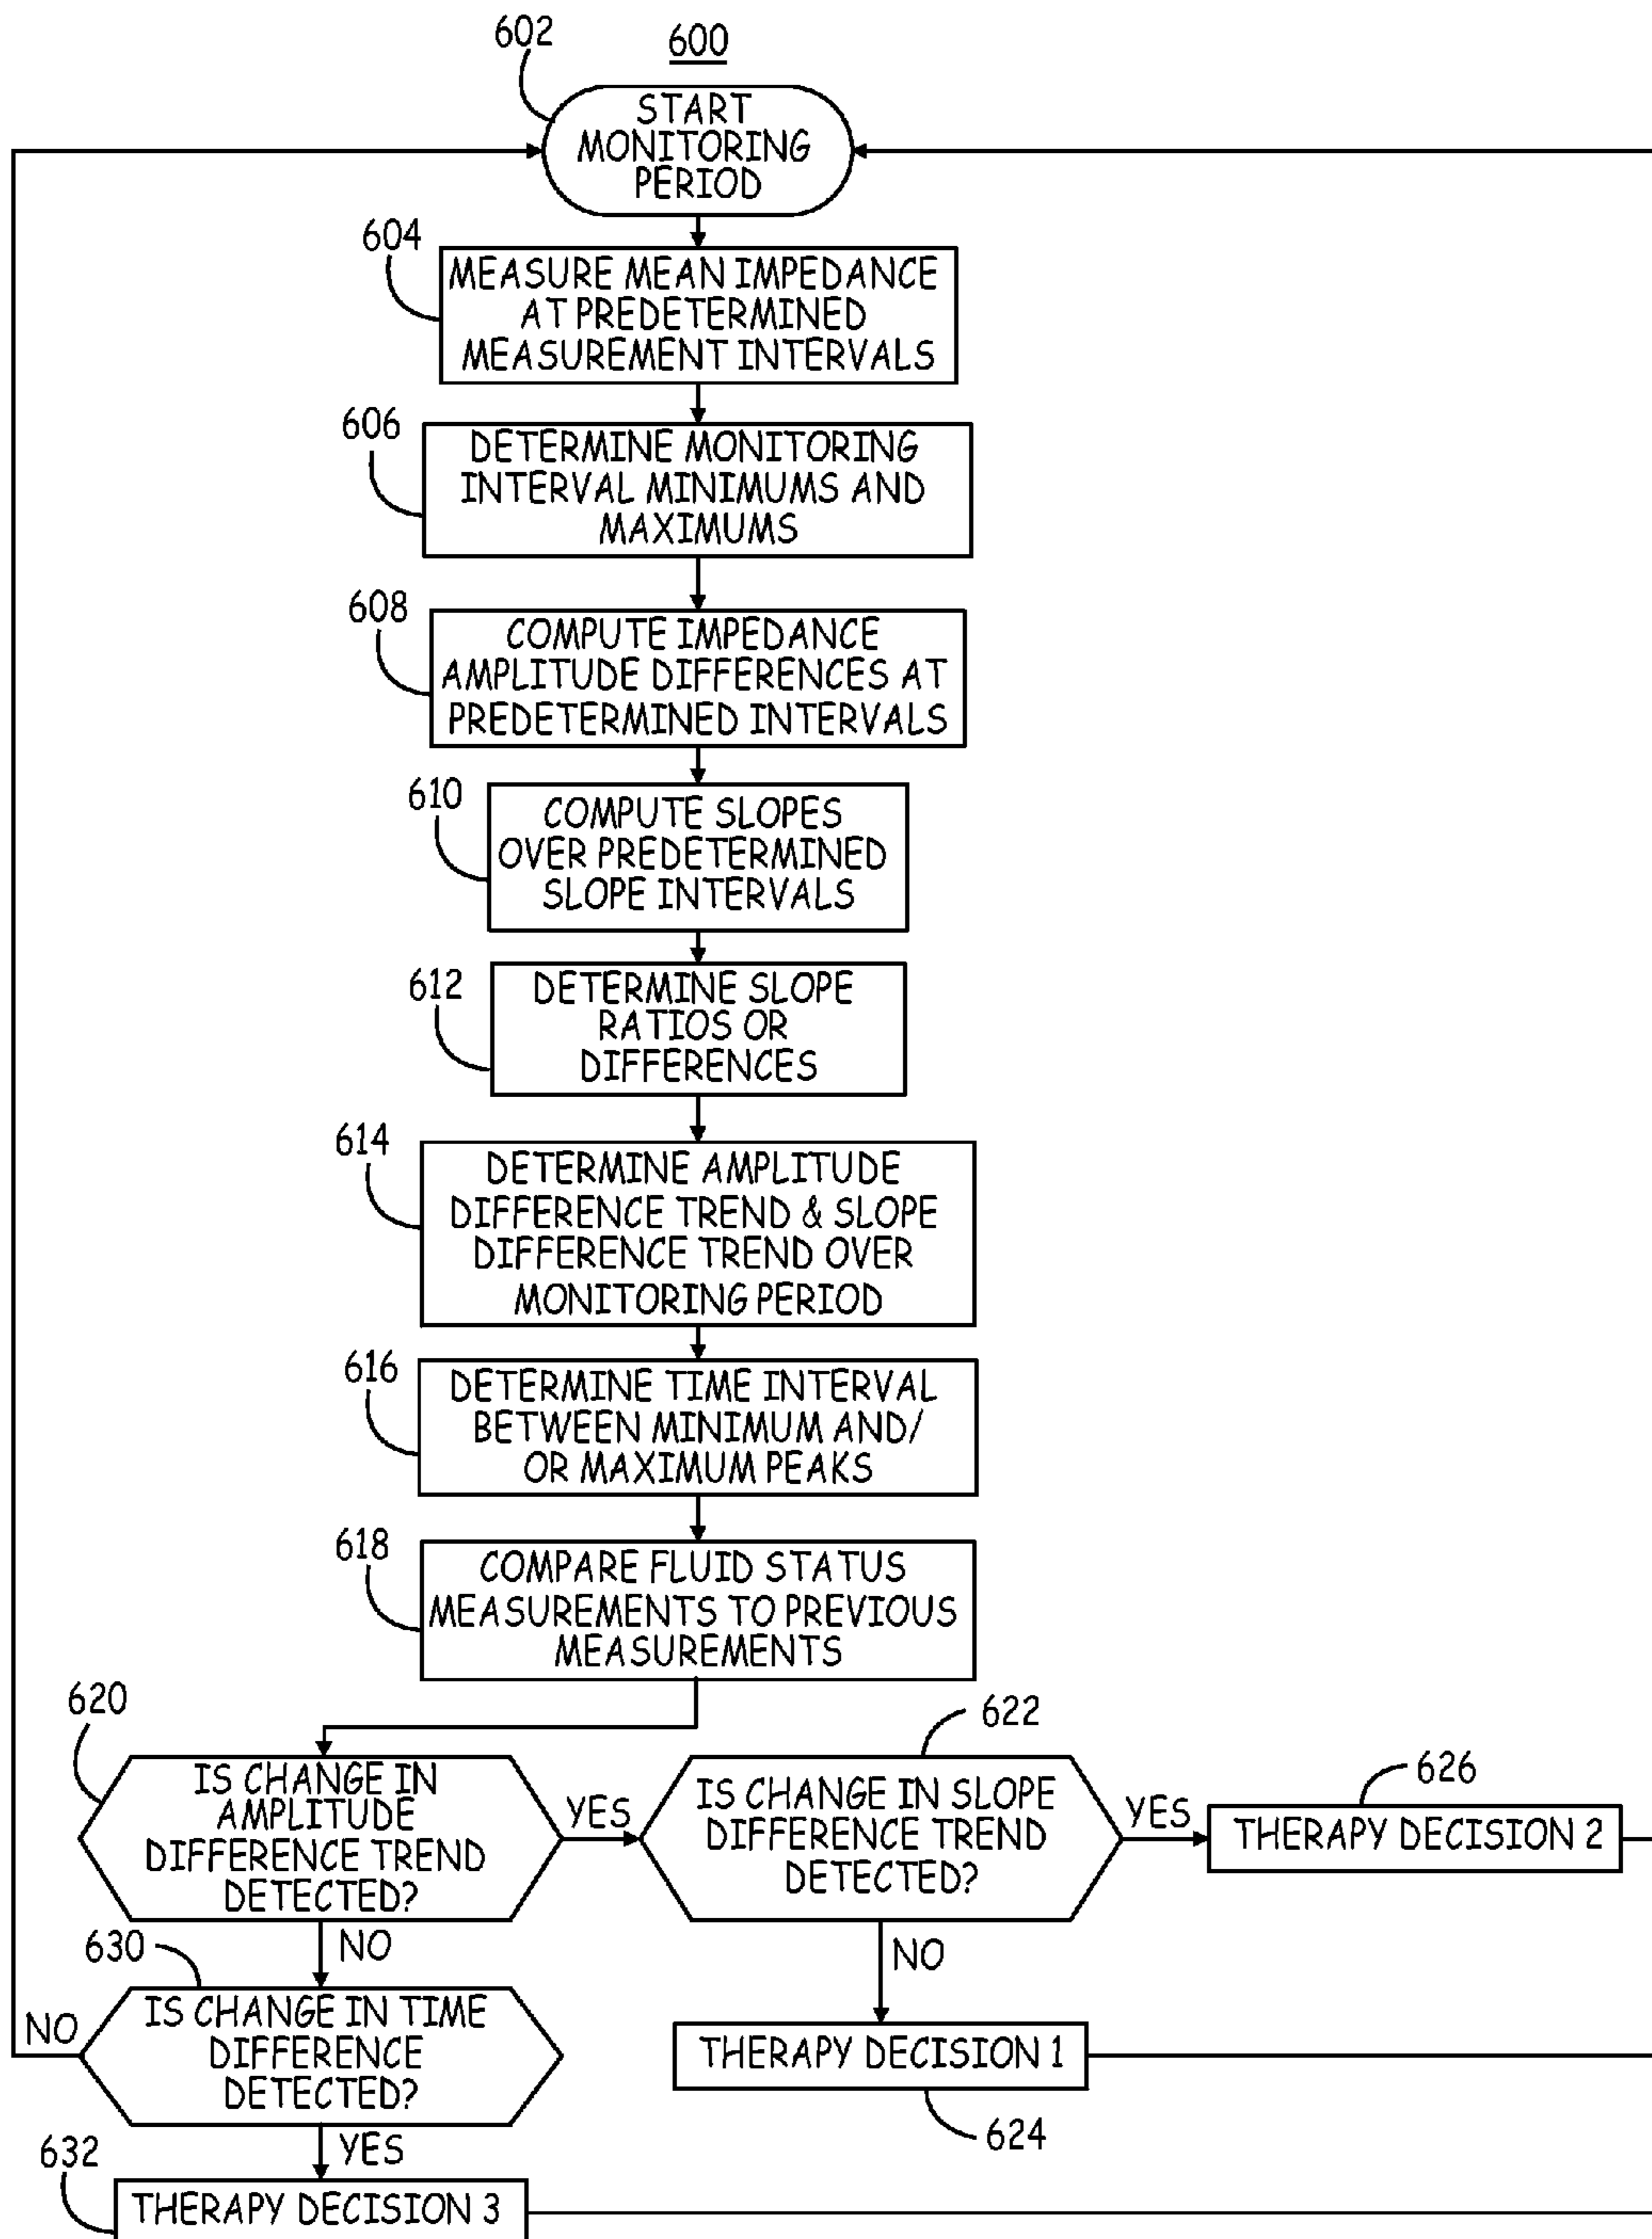 602
600
START
MONITORING
PERIOD
604
MEASURE MEAN IMPEDANCE
AT PREDETERMINED
MEASUREMENT INTERVALS
606
DETERMINE MONITORING
INTERVAL MINIMUMS AND
MAXIMUMS
608
COMPUTE IMPEDANCE
AMPLITUDE DIFFERENCES AT
PREDETERMINED INTERVALS
610
COMPUTE SLOPES
OVER PREDETERMINED
SLOPE INTERVALS
612
DETERMINE SLOPE
RATIOS OR
DIFFERENCES
614
DETERMINE AMPLITUDE
DIFFERENCE TREND & SLOPE
DIFFERENCE TREND OVER
MONITORING PERIOD
616
DETERMINE TIME INTERVAL
BETWEEN MINIMUM AND/
OR MAXIMUM PEAKS
618
COMPARE FLUID STATUS
MEASUREMENTS TO PREVIOUS
MEASUREMENTS
620
IS CHANGE IN
AMPLITUDE
DIFFERENCE TREND
DETECTED?
YES
622
IS CHANGE IN SLOPE
DIFFERENCE TREND
DETECTED?
YES
626
THERAPY DECISION 2
NO
630
IS CHANGE IN TIME
DIFFERENCE
DETECTED?
NO
NO
THERAPY DECISION 1
624
YES
632
THERAPY DECISION 3